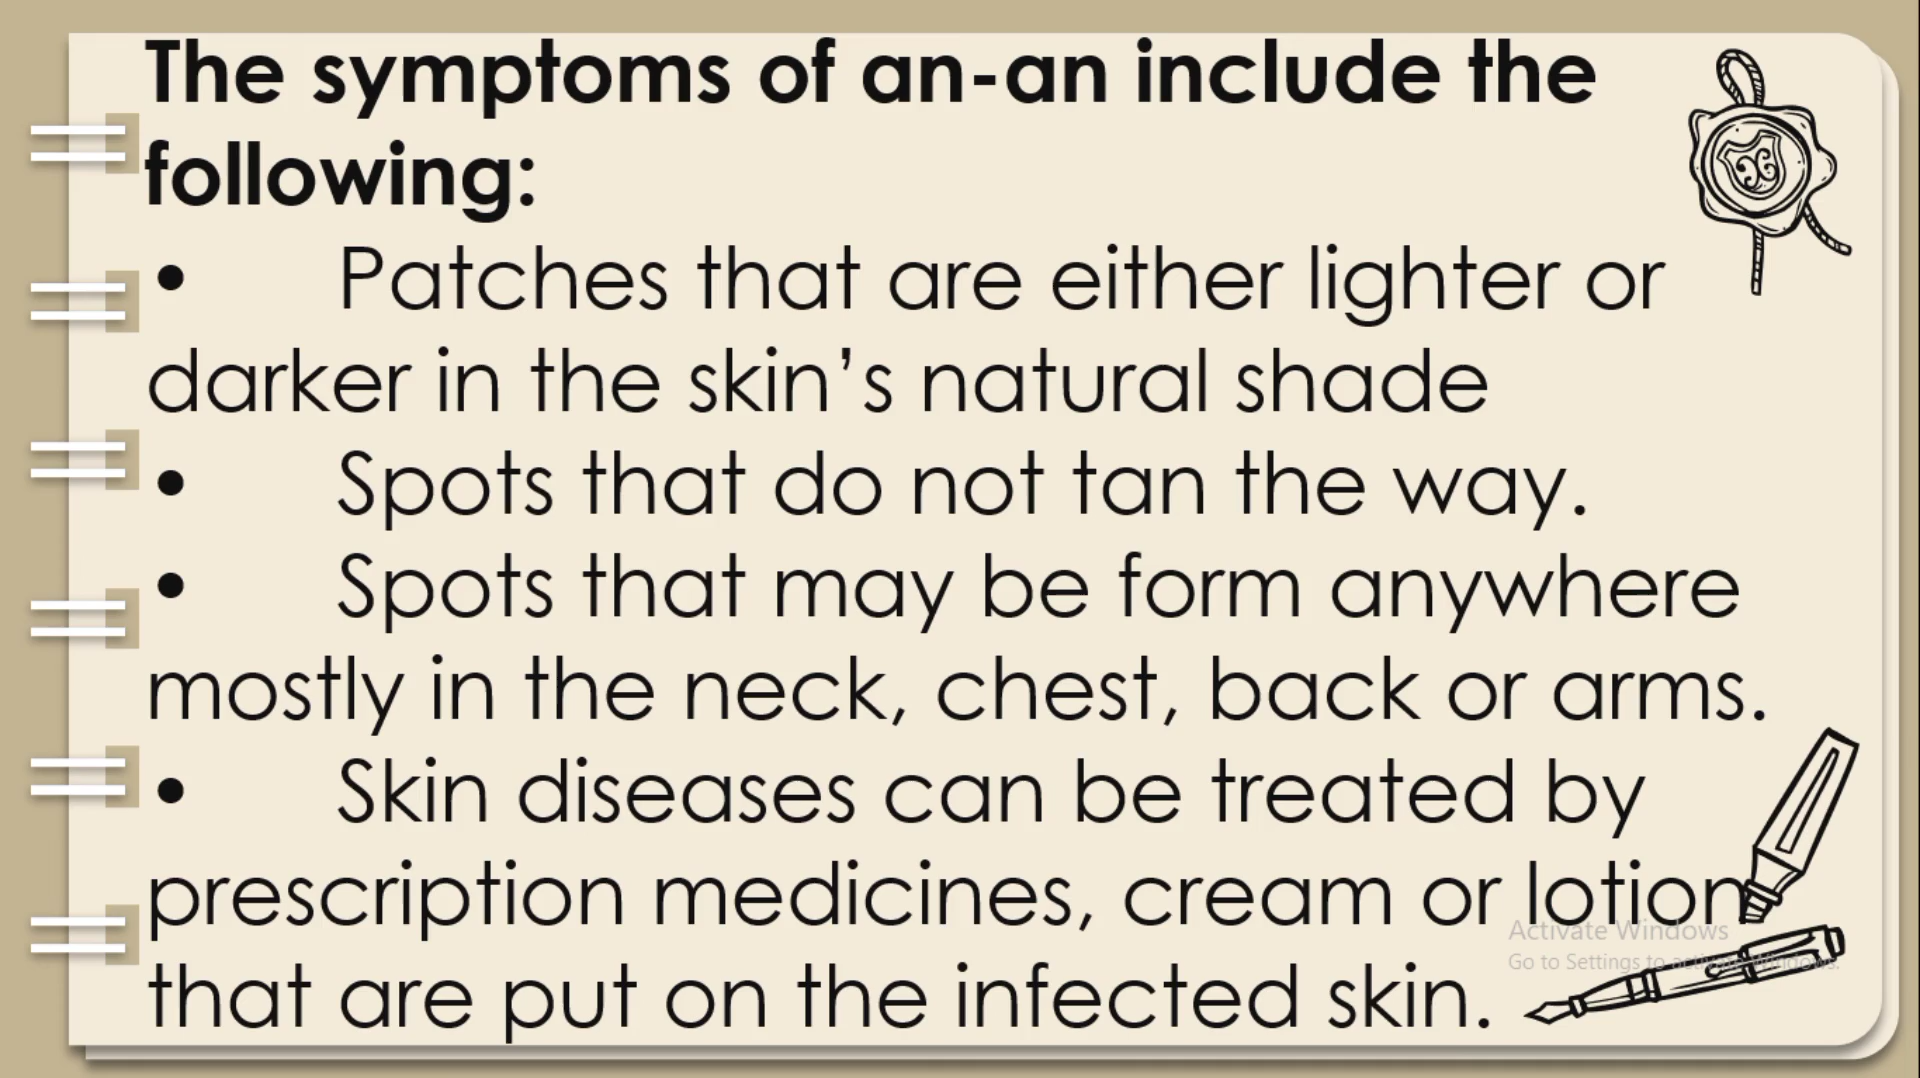 The symptoms of an-an include the
following:
• Patches that are either lighter or
darker in the skin’s natural shade
• Spots that do not tan the way.
• Spots that may be form anywhere
mostly in the neck, chest, back or arms.
• Skin diseases can be treated by
prescription medicines, cream or lotion
that are put on the infected skin.
Activate Windows
Go to Settings to activate Windows.